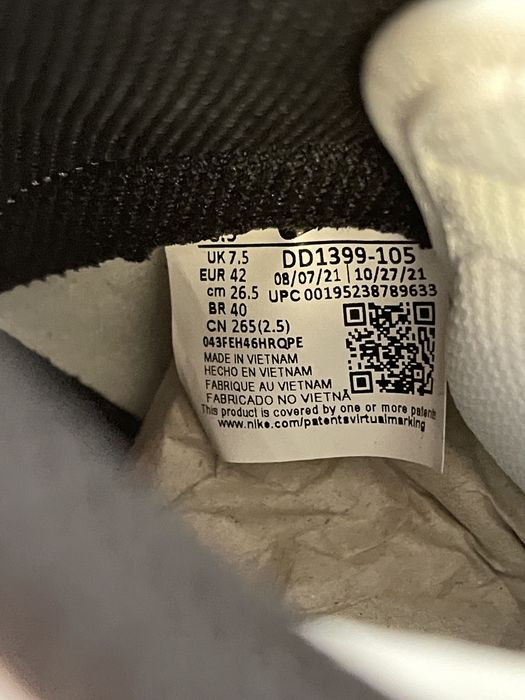 UK 7.5 DD1399-105
EUR 42 08/07/21 | 10/27/21
cm 26.5 UPC 00195238789633
BR 40
CN 265(2.5)
043FEH46HRQPE
MADE IN VIETNAM
HECHO EN VIETNAM
FABRIQUE AU VIETNAM
FABRICADO NO VIETNA
This product is covered by one or more patents
www.nike.com/patentsvirtualmarking